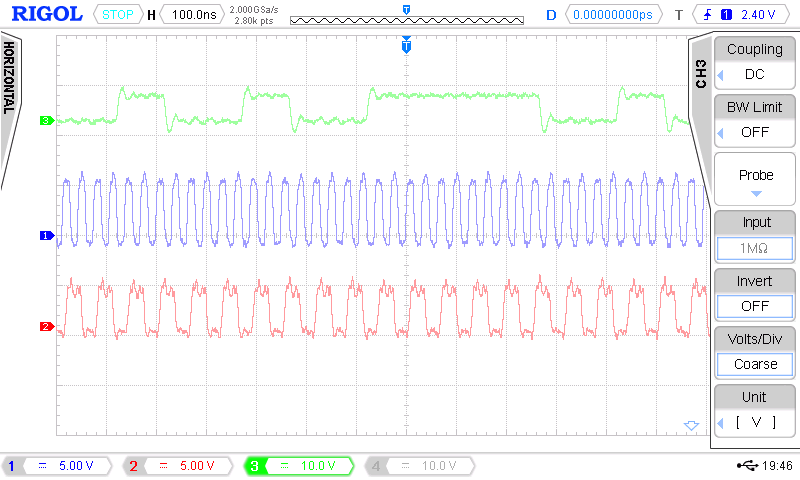 RIGOL STOP H 100.0ns 2.000GSa/s D 0.00000000ps T 1 2.40 V
2.80k pts
T
HORIZONTAL
CH3
Coupling
DC
BW Limit
OFF
Probe
Input
1MΩ
Invert
OFF
Volts/Div
Coarse
Unit
[ V ]
3
1
2
1 = 5.00 V 2 = 5.00 V 3 = 10.0 V 4 = 10.0 V 19:46